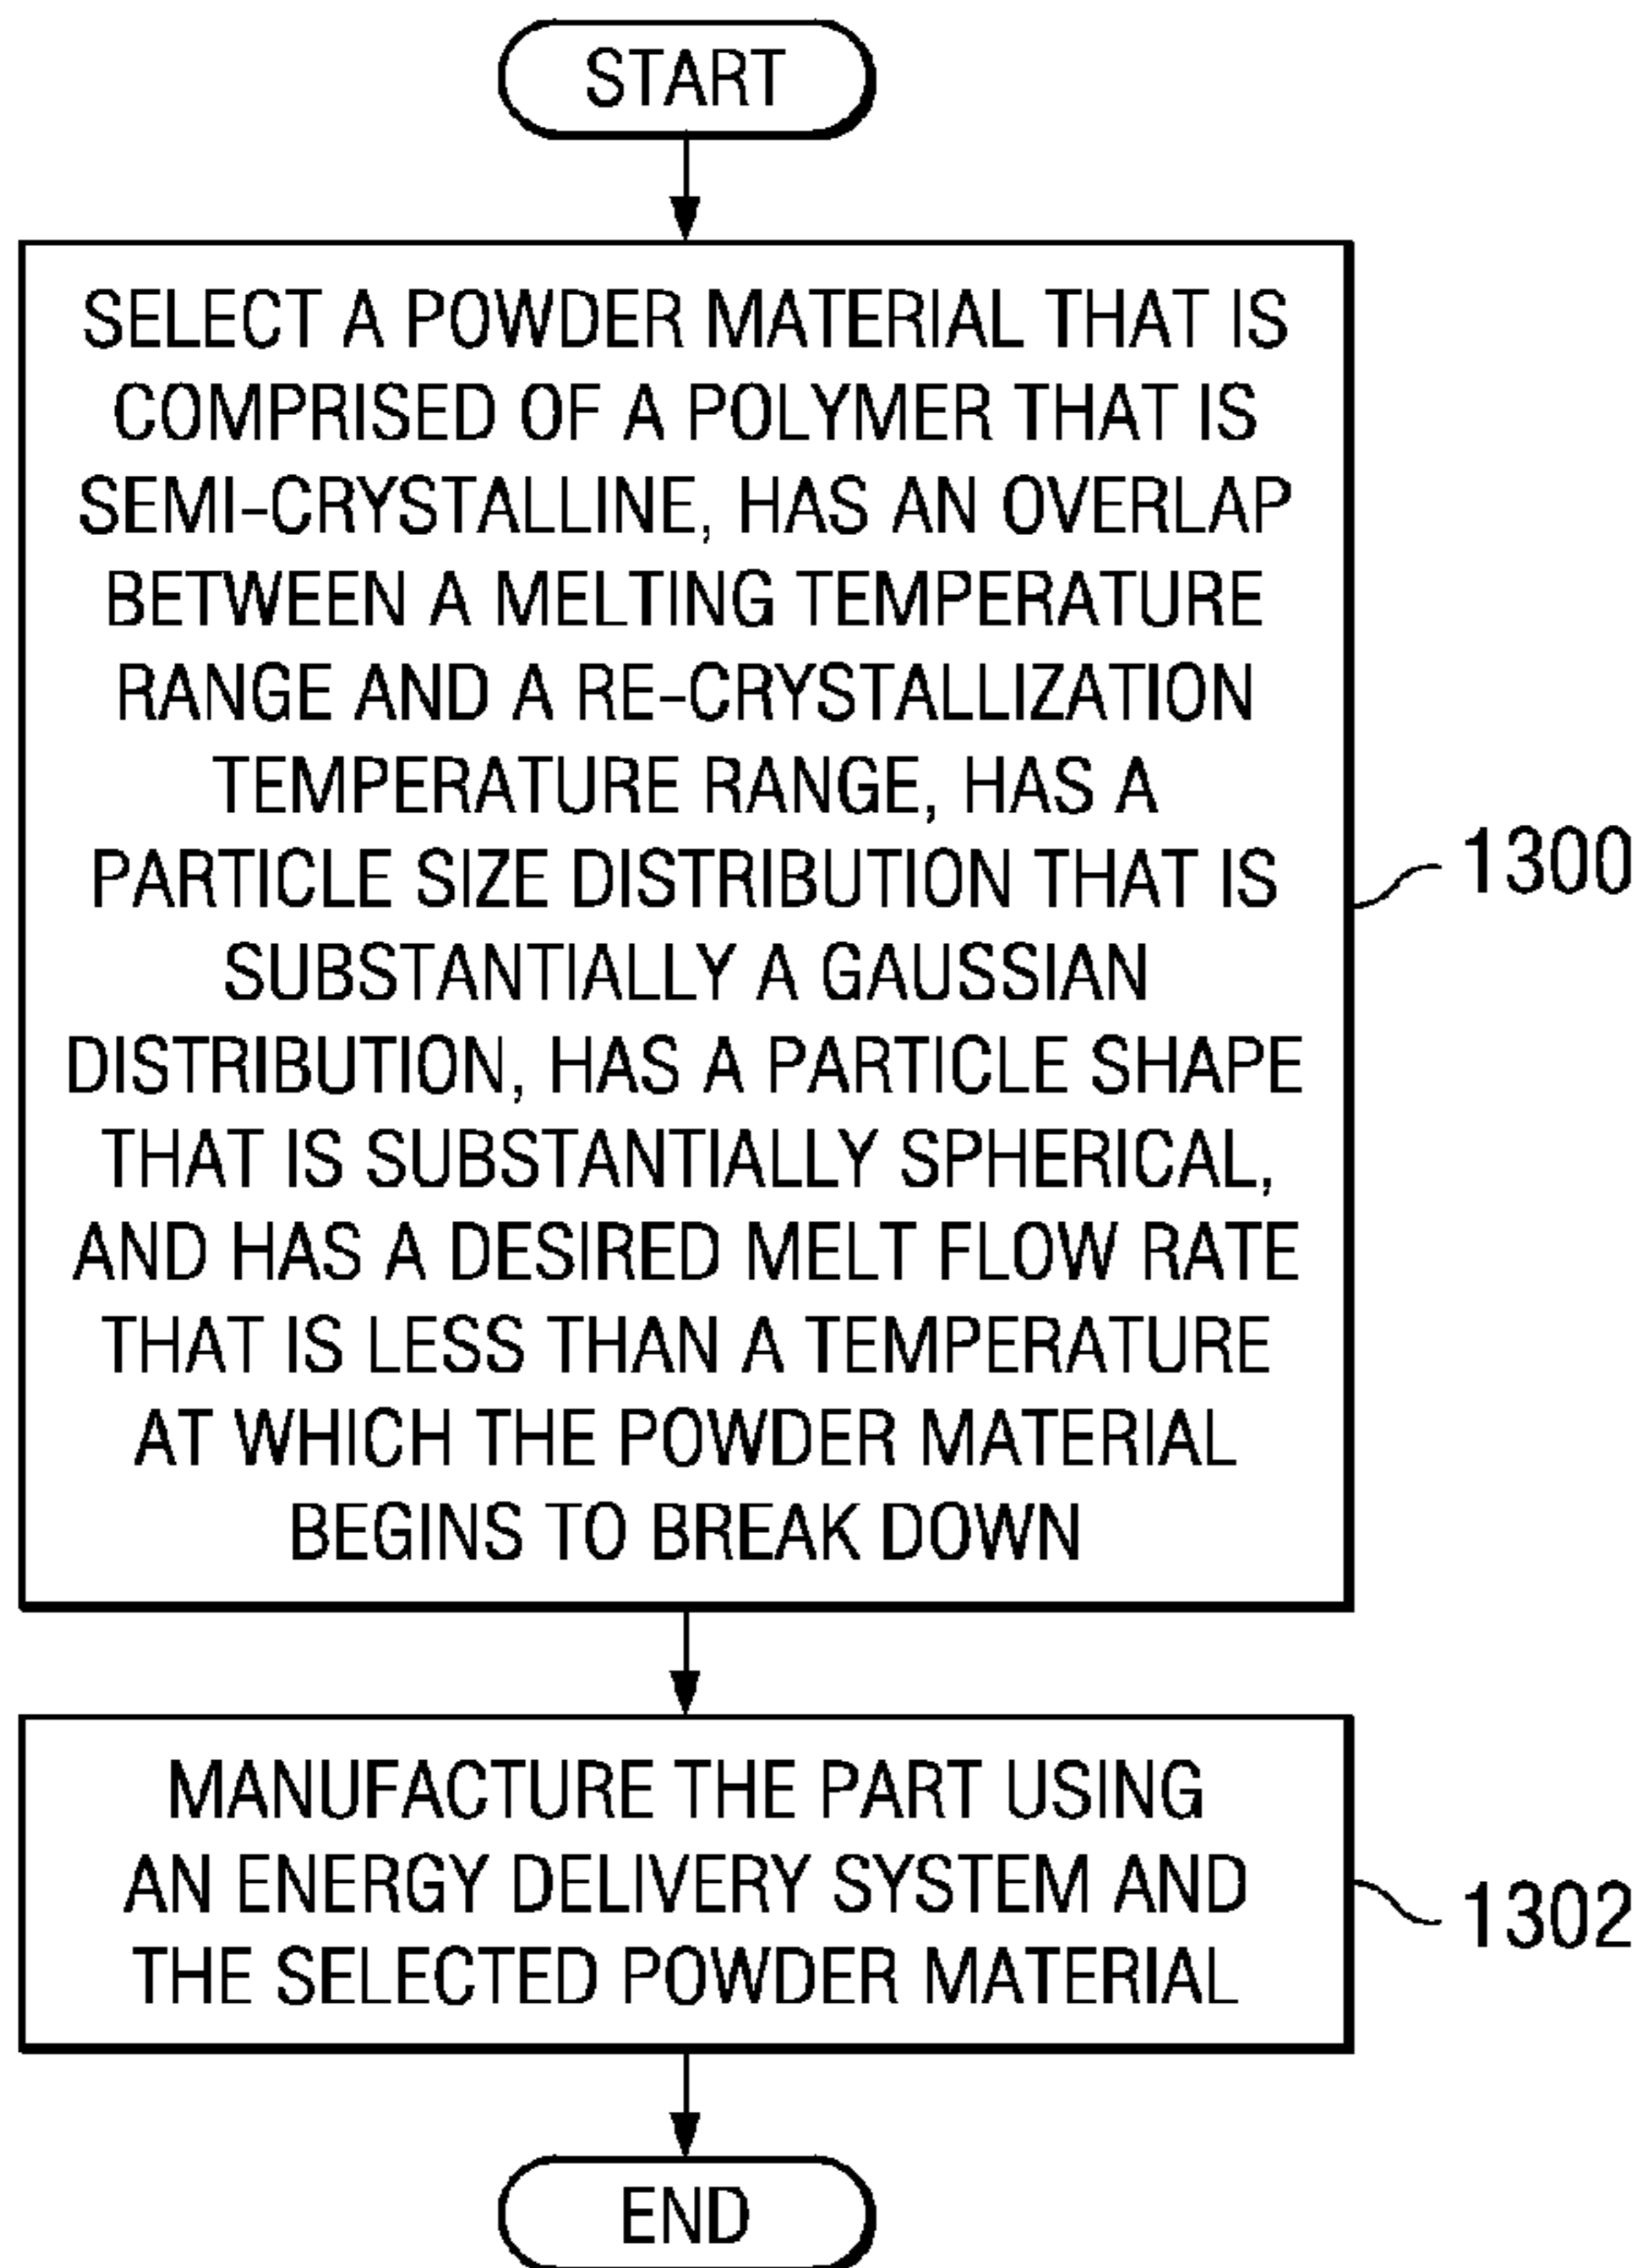 START
SELECT A POWDER MATERIAL THAT IS
COMPRISED OF A POLYMER THAT IS
SEMI-CRYSTALLINE, HAS AN OVERLAP
BETWEEN A MELTING TEMPERATURE
RANGE AND A RE-CRYSTALLIZATION
TEMPERATURE RANGE, HAS A
PARTICLE SIZE DISTRIBUTION THAT IS
SUBSTANTIALLY A GAUSSIAN
DISTRIBUTION, HAS A PARTICLE SHAPE
THAT IS SUBSTANTIALLY SPHERICAL,
AND HAS A DESIRED MELT FLOW RATE
THAT IS LESS THAN A TEMPERATURE
AT WHICH THE POWDER MATERIAL
BEGINS TO BREAK DOWN
1300
MANUFACTURE THE PART USING
AN ENERGY DELIVERY SYSTEM AND
THE SELECTED POWDER MATERIAL
1302
END